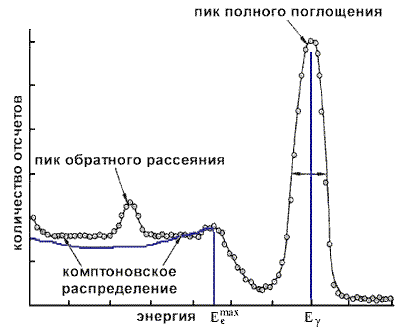 пик полного поглощения
количество отсчетов
пик обратного рассеяния
комптоновское
распределение
энергия
E_e^max
E_γ